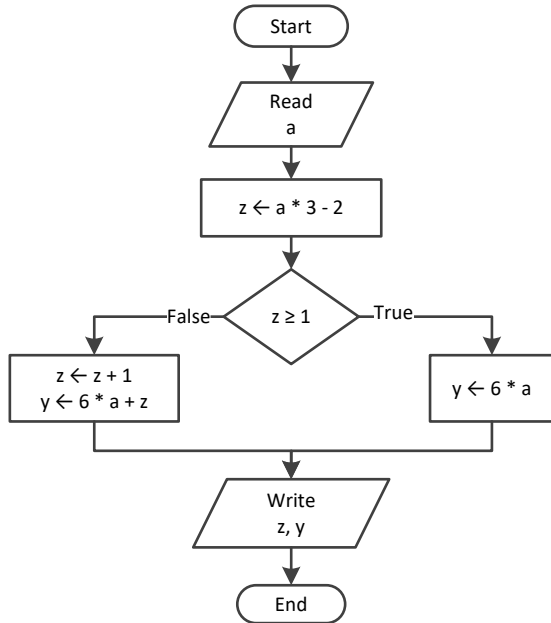 Start
Read
a
z ← a * 3 - 2
z ≥ 1
False
True
z ← z + 1
y ← 6 * a + z
y ← 6 * a
Write
z, y
End